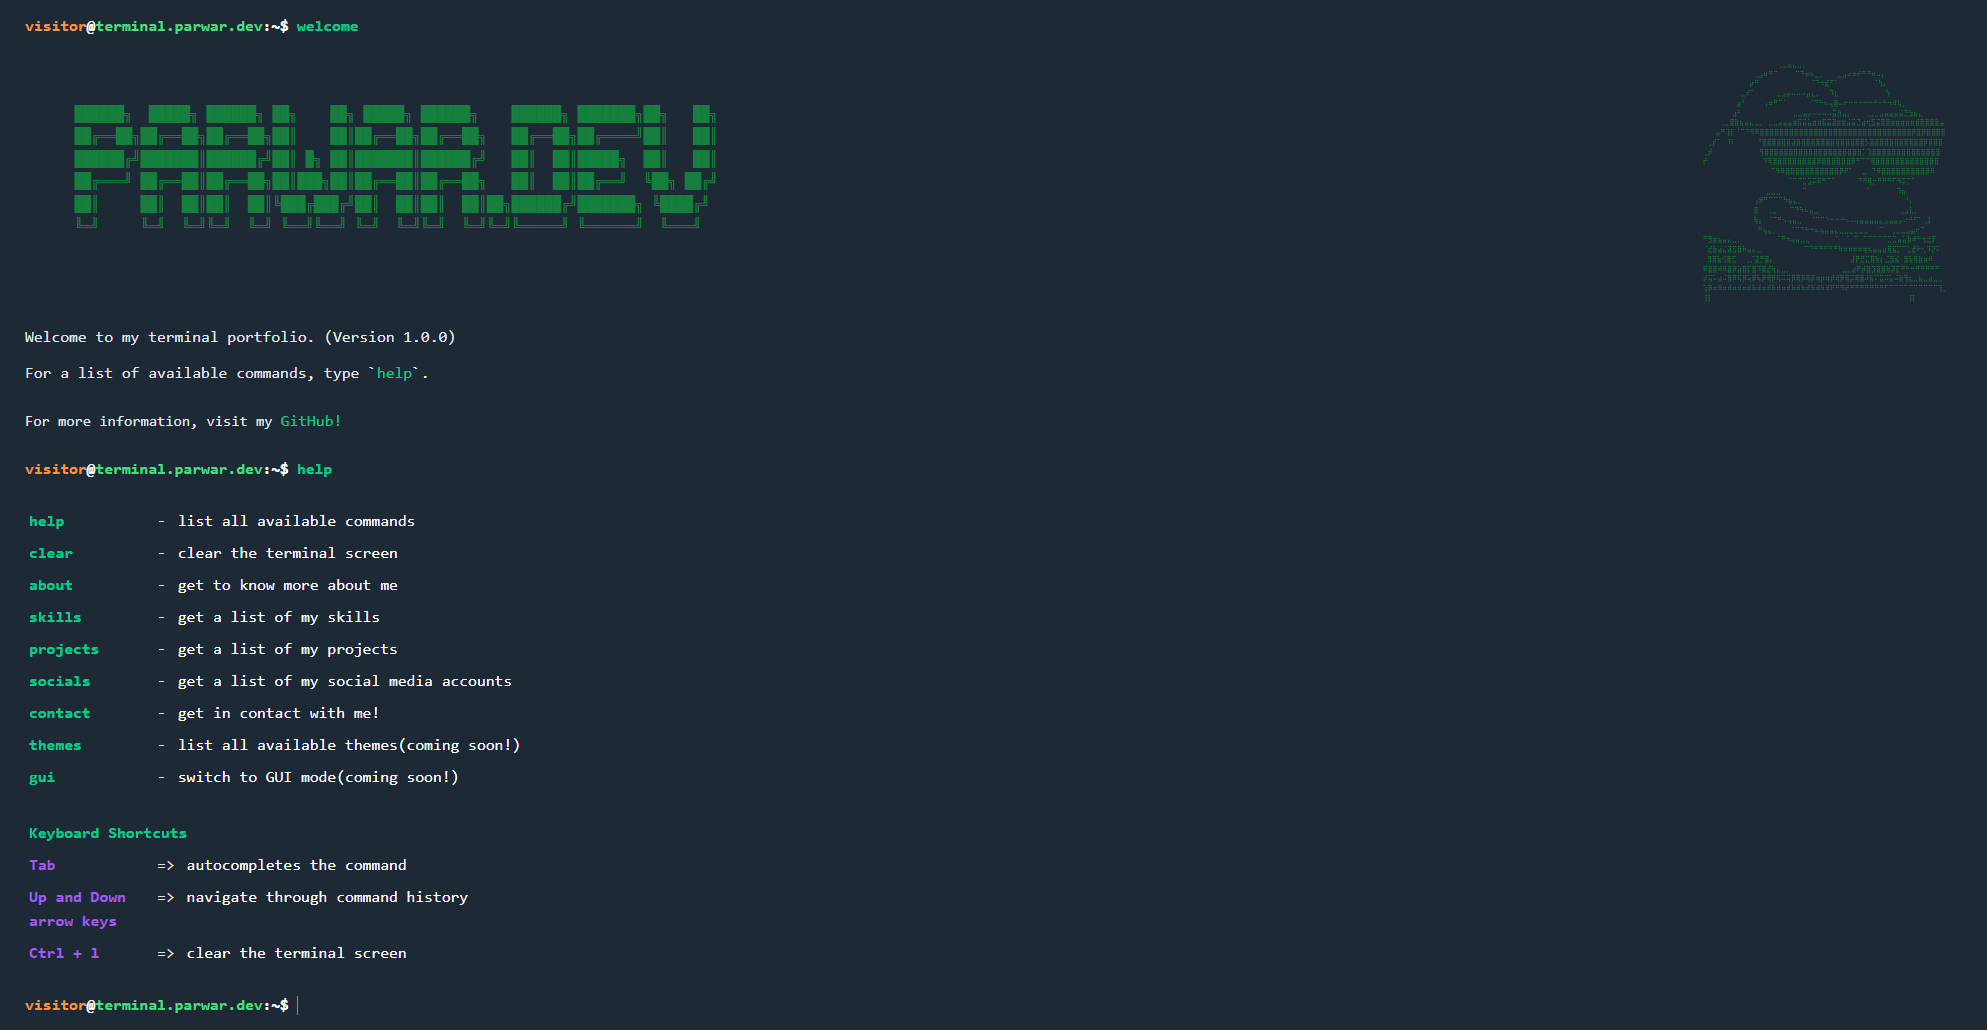 visitor@terminal.parwar.dev:~$ welcome
PARWAR.DEV
Welcome to my terminal portfolio. (Version 1.0.0)
For a list of available commands, type `help`.
For more information, visit my GitHub!
visitor@terminal.parwar.dev:~$ help
help - list all available commands
clear - clear the terminal screen
about - get to know more about me
skills - get a list of my skills
projects - get a list of my projects
socials - get a list of my social media accounts
contact - get in contact with me!
themes - list all available themes(coming soon!)
gui - switch to GUI mode(coming soon!)
Keyboard Shortcuts
Tab => autocompletes the command
Up and Down => navigate through command history
arrow keys
Ctrl + l => clear the terminal screen
visitor@terminal.parwar.dev:~$